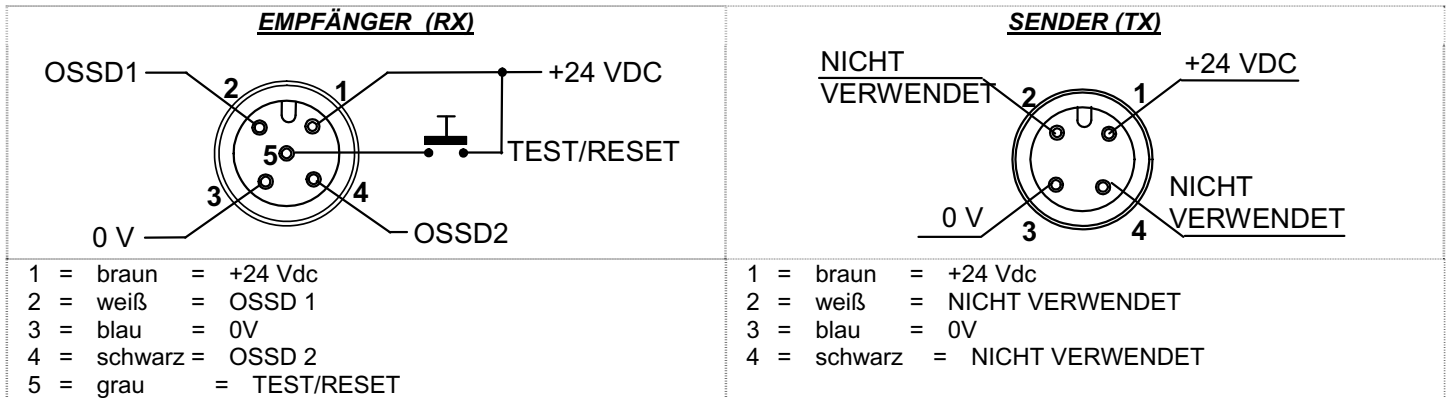 EMPFÄNGER (RX)
OSSD1
2
1
+24 VDC
5
TEST/RESET
3
4
0 V
OSSD2
1 = braun = +24 Vdc
2 = weiß = OSSD 1
3 = blau = 0V
4 = schwarz = OSSD 2
5 = grau = TEST/RESET
SENDER (TX)
NICHT
VERWENDET
2
1
+24 VDC
NICHT
VERWENDET
0 V
3
4
1 = braun = +24 Vdc
2 = weiß = NICHT VERWENDET
3 = blau = 0V
4 = schwarz = NICHT VERWENDET